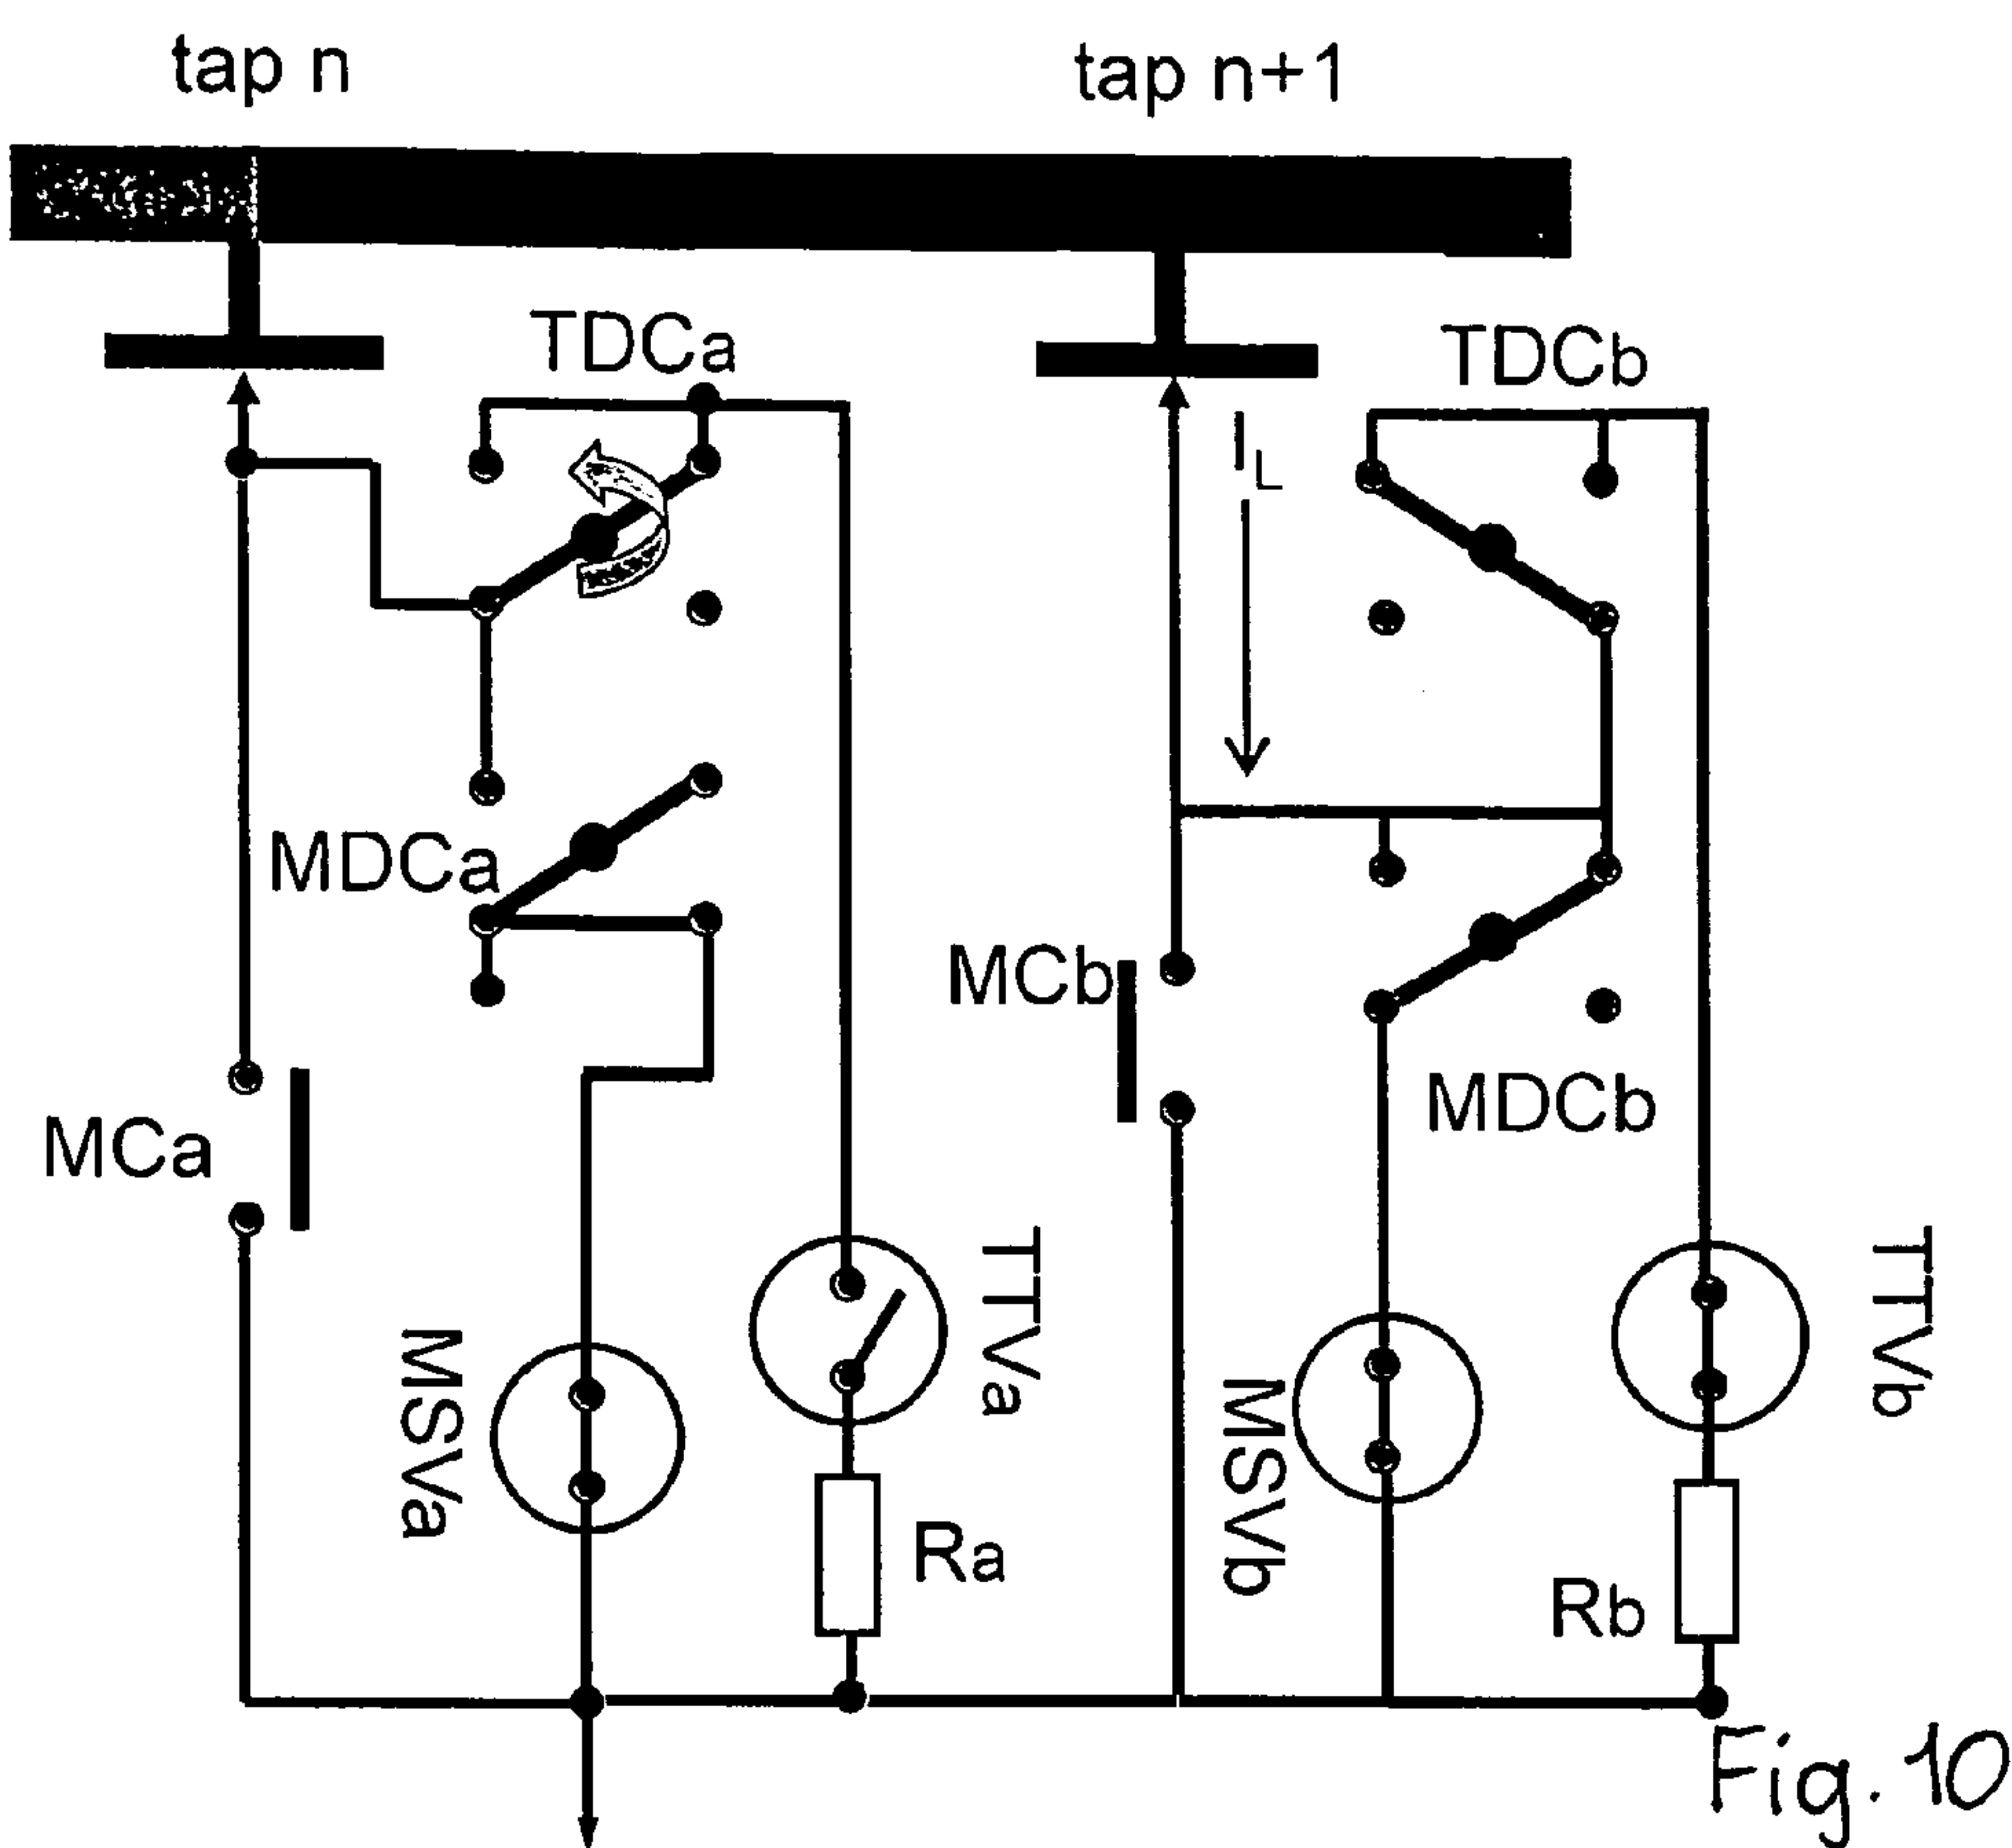 tap n
tap n+1
TDCa
TDCb
I_L
MDCa
MCb
MDCb
MCa
TTVa
TTVb
MSVa
MSVb
Ra
Rb
Fig. 10